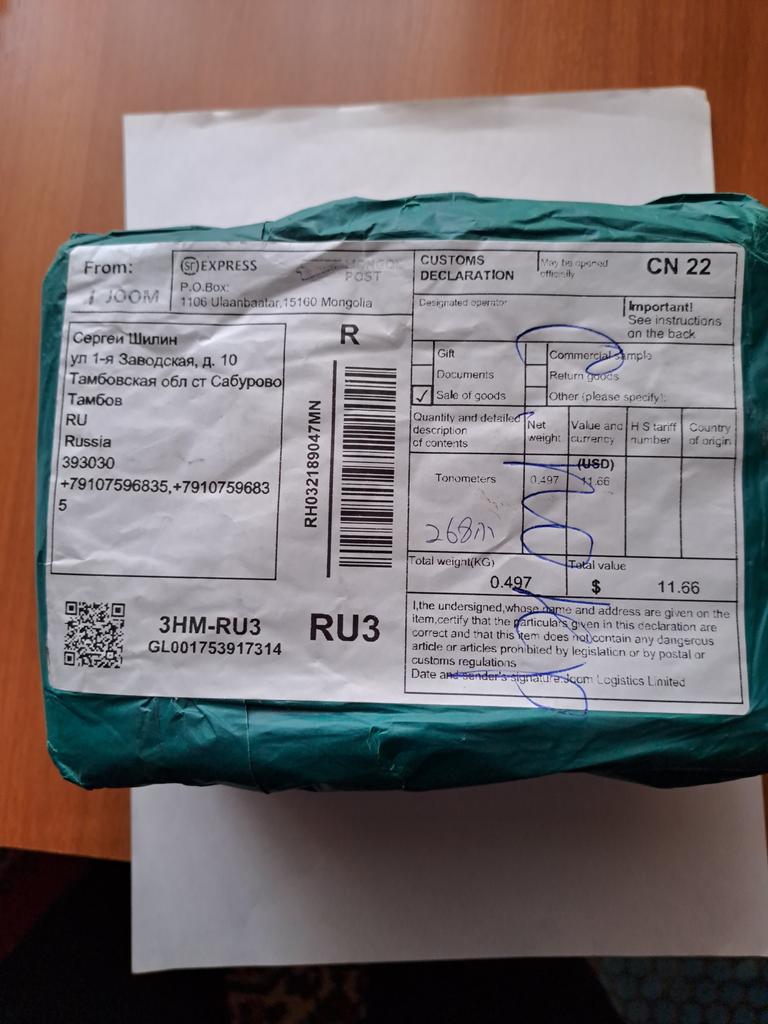 From:
JOOM
SF EXPRESS
P.O.Box:
1106 Ulaanbaatar,15160 Mongolia
MONGOL
POST
Сергеи Шилин
ул 1-я Заводская, д. 10
Тамбовская обл ст Сабурово
Тамбов
RU
Russia
393030
+79107596835,+7910759683
5
R
RH032189047MN
3HM-RU3
GL001753917314
RU3
CUSTOMS
DECLARATION
May be opened
officially
CN 22
Designated operator
Important!
See instructions
on the back
Gift
Commercial sample
Documents
Return goods
✓ Sale of goods
Other (please specify):
Quantity and detailed
description
of contents
Net
weight
Value and
currency
H S tariff
number
Country
of origin
(USD)
Tonometers
0.497
11.66
268
Total weight(KG)
0.497
Total value
$ 11.66
I,the undersigned,whose name and address are given on the
item,certify that the particulars given in this declaration are
correct and that this item does not contain any dangerous
article or articles prohibited by legislation or by postal or
customs regulations
Date and sender's signature:Joom Logistics Limited